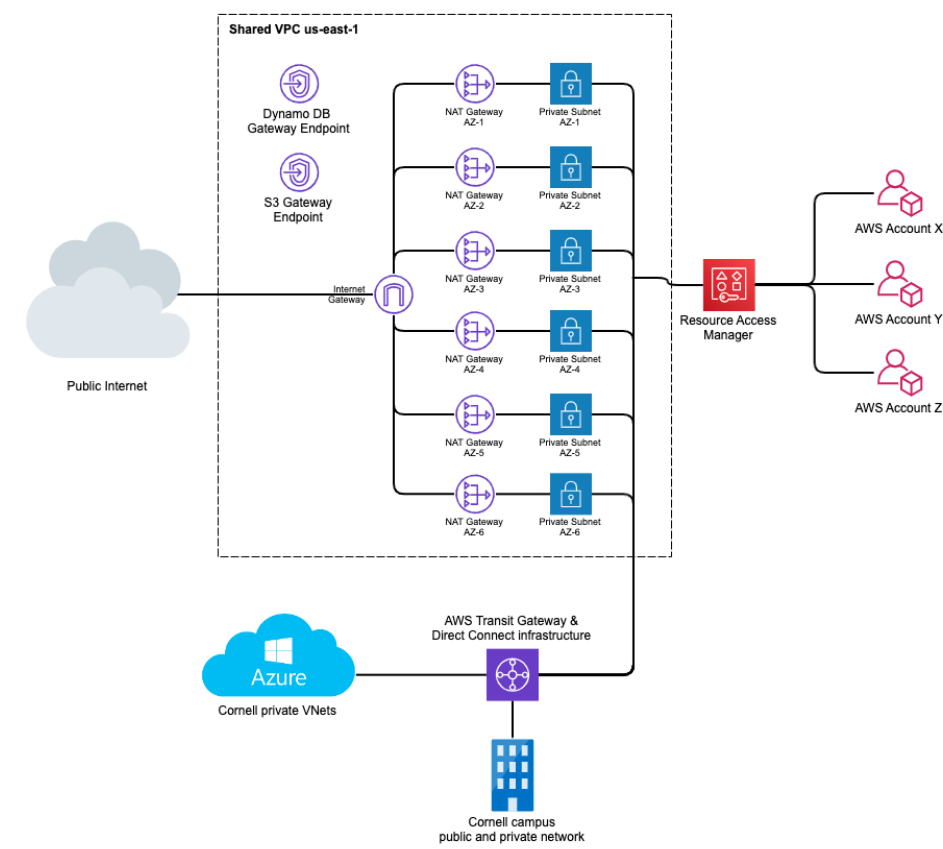 Shared VPC us-east-1
Dynamo DB
Gateway Endpoint
S3 Gateway
Endpoint
NAT Gateway
AZ-1
Private Subnet
AZ-1
NAT Gateway
AZ-2
Private Subnet
AZ-2
NAT Gateway
AZ-3
Private Subnet
AZ-3
NAT Gateway
AZ-4
Private Subnet
AZ-4
NAT Gateway
AZ-5
Private Subnet
AZ-5
NAT Gateway
AZ-6
Private Subnet
AZ-6
Internet
Gateway
Public Internet
Resource Access
Manager
AWS Account X
AWS Account Y
AWS Account Z
AWS Transit Gateway &
Direct Connect infrastructure
Azure
Cornell private VNets
Cornell campus
public and private network